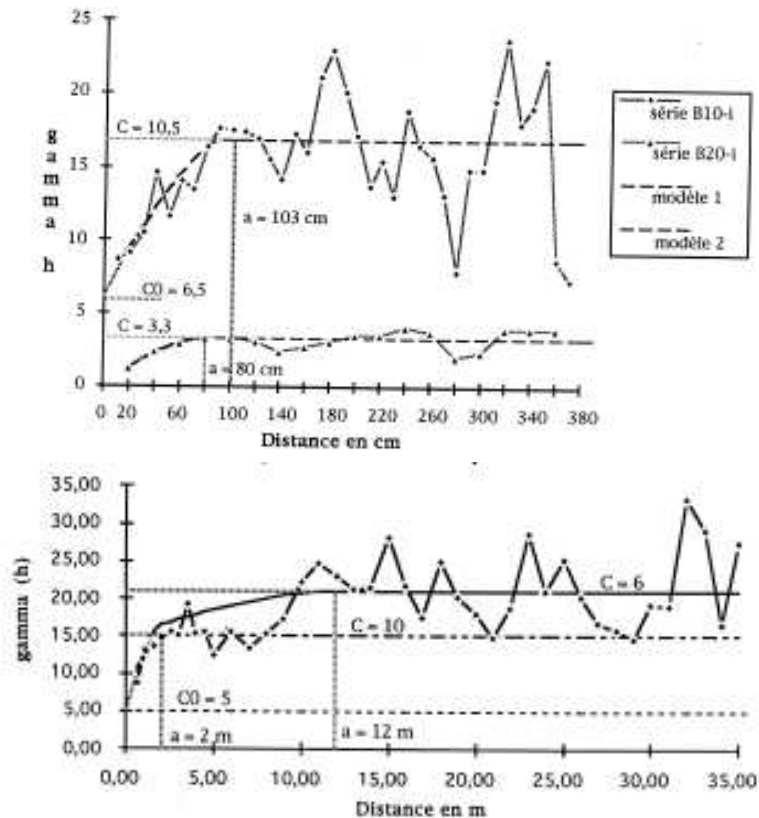 25
20
15
10
5
0
gamma h
C = 10,5
a = 103 cm
C0 = 6,5
C = 3,3
a = 80 cm
0 20 60 100 140 180 220 260 300 340 380
Distance en cm
série B10-i
série B20-i
modèle 1
modèle 2
35,00
30,00
25,00
20,00
15,00
10,00
5,00
0,00
gamma (h)
C = 6
C = 10
C0 = 5
a = 2 m
a = 12 m
0,00 5,00 10,00 15,00 20,00 25,00 30,00 35,00
Distance en m